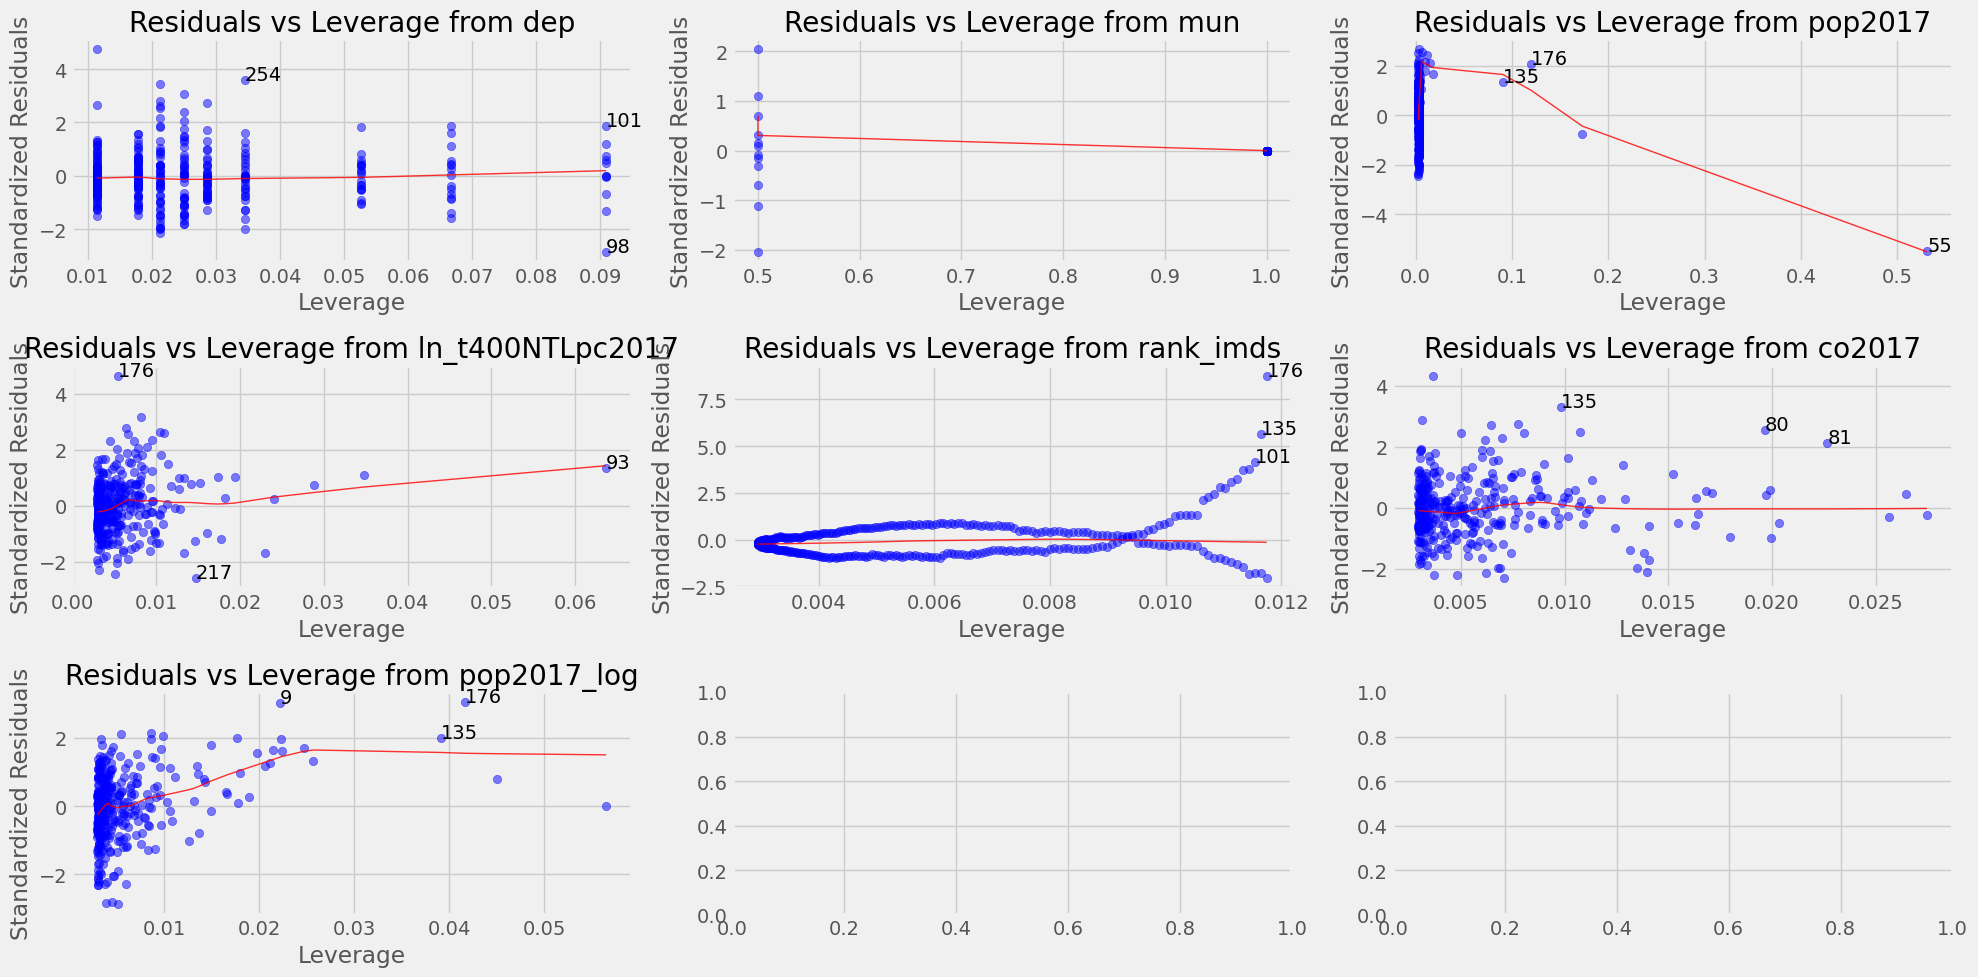 Residuals vs Leverage from dep
Standardized Residuals
4
2
0
−2
254
101
98
0.01 0.02 0.03 0.04 0.05 0.06 0.07 0.08 0.09
Leverage
Residuals vs Leverage from mun
Standardized Residuals
2
1
0
−1
−2
0.5 0.6 0.7 0.8 0.9 1.0
Leverage
Residuals vs Leverage from pop2017
Standardized Residuals
2
0
−2
−4
176
135
55
0.0 0.1 0.2 0.3 0.4 0.5
Leverage
Residuals vs Leverage from ln_t400NTLpc2017
Standardized Residuals
4
2
0
−2
176
93
217
0.00 0.01 0.02 0.03 0.04 0.05 0.06
Leverage
Residuals vs Leverage from rank_imds
Standardized Residuals
7.5
5.0
2.5
0.0
−2.5
176
135
101
0.004 0.006 0.008 0.010 0.012
Leverage
Residuals vs Leverage from co2017
Standardized Residuals
4
2
0
−2
135
80
81
0.005 0.010 0.015 0.020 0.025
Leverage
Residuals vs Leverage from pop2017_log
Standardized Residuals
2
0
−2
9
176
135
0.01 0.02 0.03 0.04 0.05
Leverage
1.0
0.8
0.6
0.4
0.2
0.0
0.0 0.2 0.4 0.6 0.8 1.0
1.0
0.8
0.6
0.4
0.2
0.0
0.0 0.2 0.4 0.6 0.8 1.0